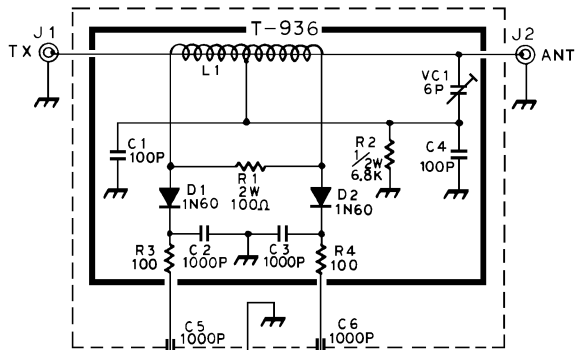 T-936
J1
TX
J2
ANT
L1
VC1
6P
C1
100P
R2
1/2W
6.8K
C4
100P
R1
2W
100Ω
D1
1N60
D2
1N60
R3
100
C2
1000P
C3
1000P
R4
100
C5
1000P
C6
1000P